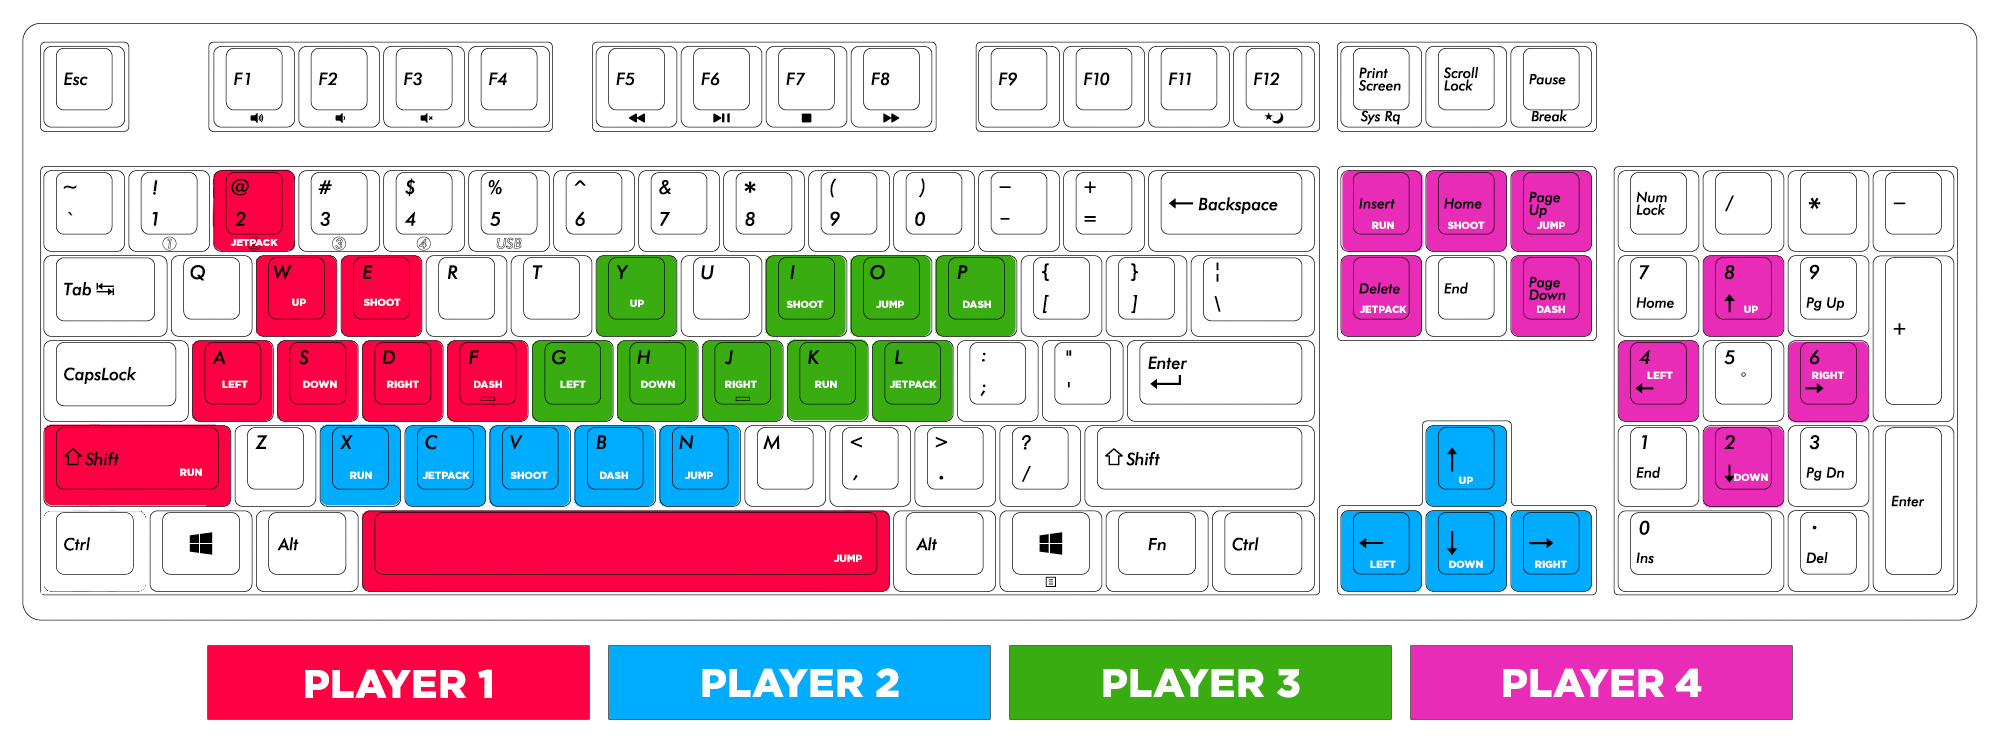 Esc F1 F2 F3 F4 F5 F6 F7 F8 F9 F10 F11 F12 Print Screen Scroll Lock Pause
Sys Rq Break
~ ` ! 1 ① @ 2 JETPACK # 3 ③ $ 4 ④ % 5 USB ^ 6 & 7 * 8 ( 9 ) 0 – - + = ← Backspace Insert RUN Home SHOOT Page Up JUMP Num Lock / * –
Tab Q W UP E SHOOT R T Y UP U I SHOOT O JUMP P DASH { [ } ] ¦ \ Delete JETPACK End Page Down DASH 7 Home 8 ↑ UP 9 Pg Up +
CapsLock A LEFT S DOWN D RIGHT F DASH G LEFT H DOWN J RIGHT K RUN L JETPACK : ; " ' Enter 4 LEFT ← 5 ° 6 RIGHT →
Shift RUN Z X RUN C JETPACK V SHOOT B DASH N JUMP M < , > . ? / Shift ↑ UP 1 End 2 ↓ DOWN 3 Pg Dn Enter
Ctrl Alt JUMP Alt Fn Ctrl ← LEFT ↓ DOWN → RIGHT 0 Ins . Del
PLAYER 1 PLAYER 2 PLAYER 3 PLAYER 4